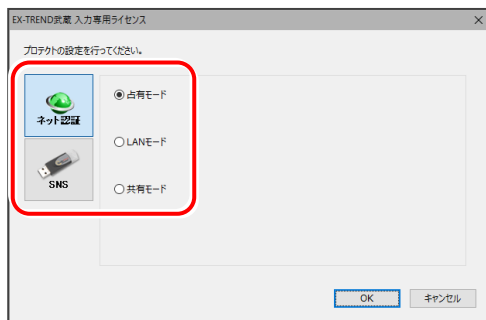 EX-TREND武蔵 入力専用ライセンス
プロテクトの設定を行ってください。
ネット認証
占有モード
LANモード
SNS
共有モード
OK
キャンセル